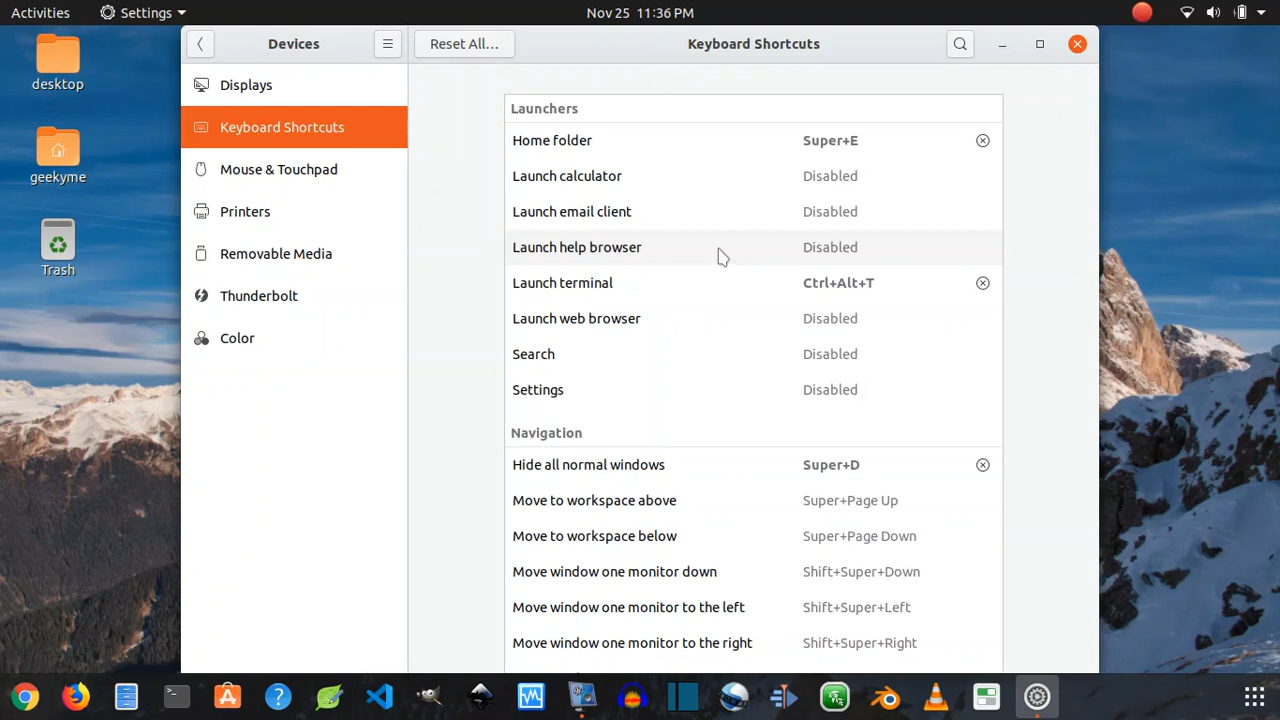 Activities Settings Nov 25 11:36 PM
Devices Reset All... Keyboard Shortcuts
desktop
geekyme
Trash
Displays
Keyboard Shortcuts
Mouse & Touchpad
Printers
Removable Media
Thunderbolt
Color
Launchers
Home folder Super+E
Launch calculator Disabled
Launch email client Disabled
Launch help browser Disabled
Launch terminal Ctrl+Alt+T
Launch web browser Disabled
Search Disabled
Settings Disabled
Navigation
Hide all normal windows Super+D
Move to workspace above Super+Page Up
Move to workspace below Super+Page Down
Move window one monitor down Shift+Super+Down
Move window one monitor to the left Shift+Super+Left
Move window one monitor to the right Shift+Super+Right